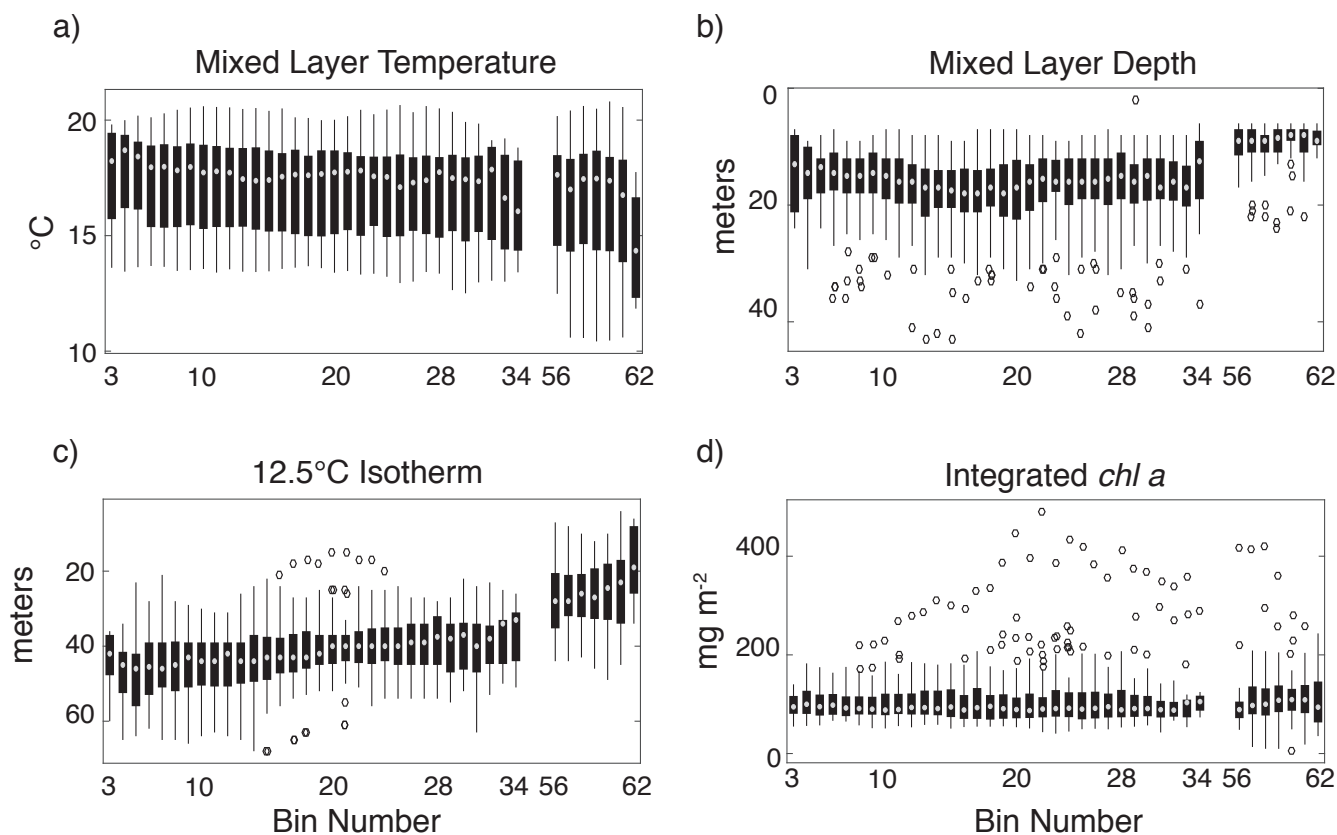 a)
Mixed Layer Temperature
°C
20
15
10
3 10 20 28 34 56 62
b)
Mixed Layer Depth
meters
0
20
40
3 10 20 28 34 56 62
c)
12.5°C Isotherm
meters
20
40
60
3 10 20 28 34 56 62
Bin Number
d)
Integrated chl a
mg m-2
400
200
0
3 10 20 28 34 56 62
Bin Number